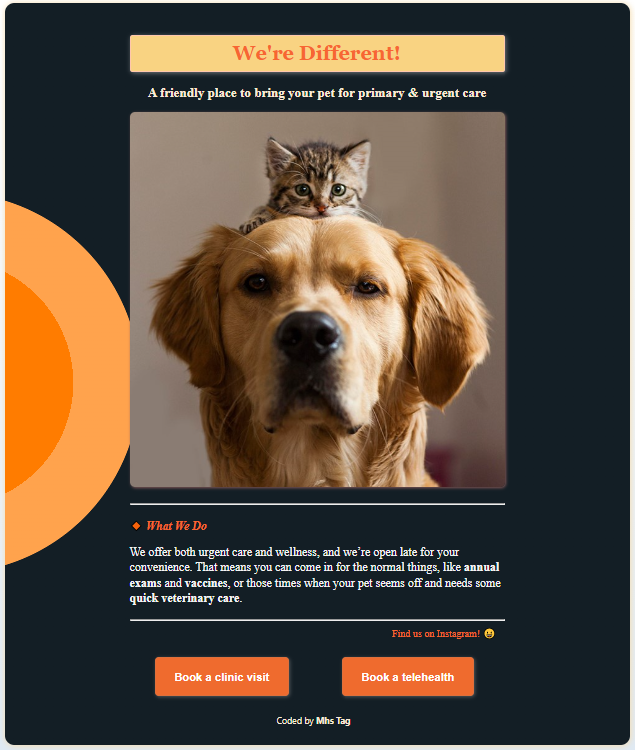 We're Different!
A friendly place to bring your pet for primary & urgent care
🔸 What We Do
We offer both urgent care and wellness, and we’re open late for your
convenience. That means you can come in for the normal things, like annual
exams and vaccines, or those times when your pet seems off and needs some
quick veterinary care.
Find us on Instagram! 😃
Book a clinic visit
Book a telehealth
Coded by Mhs Tag